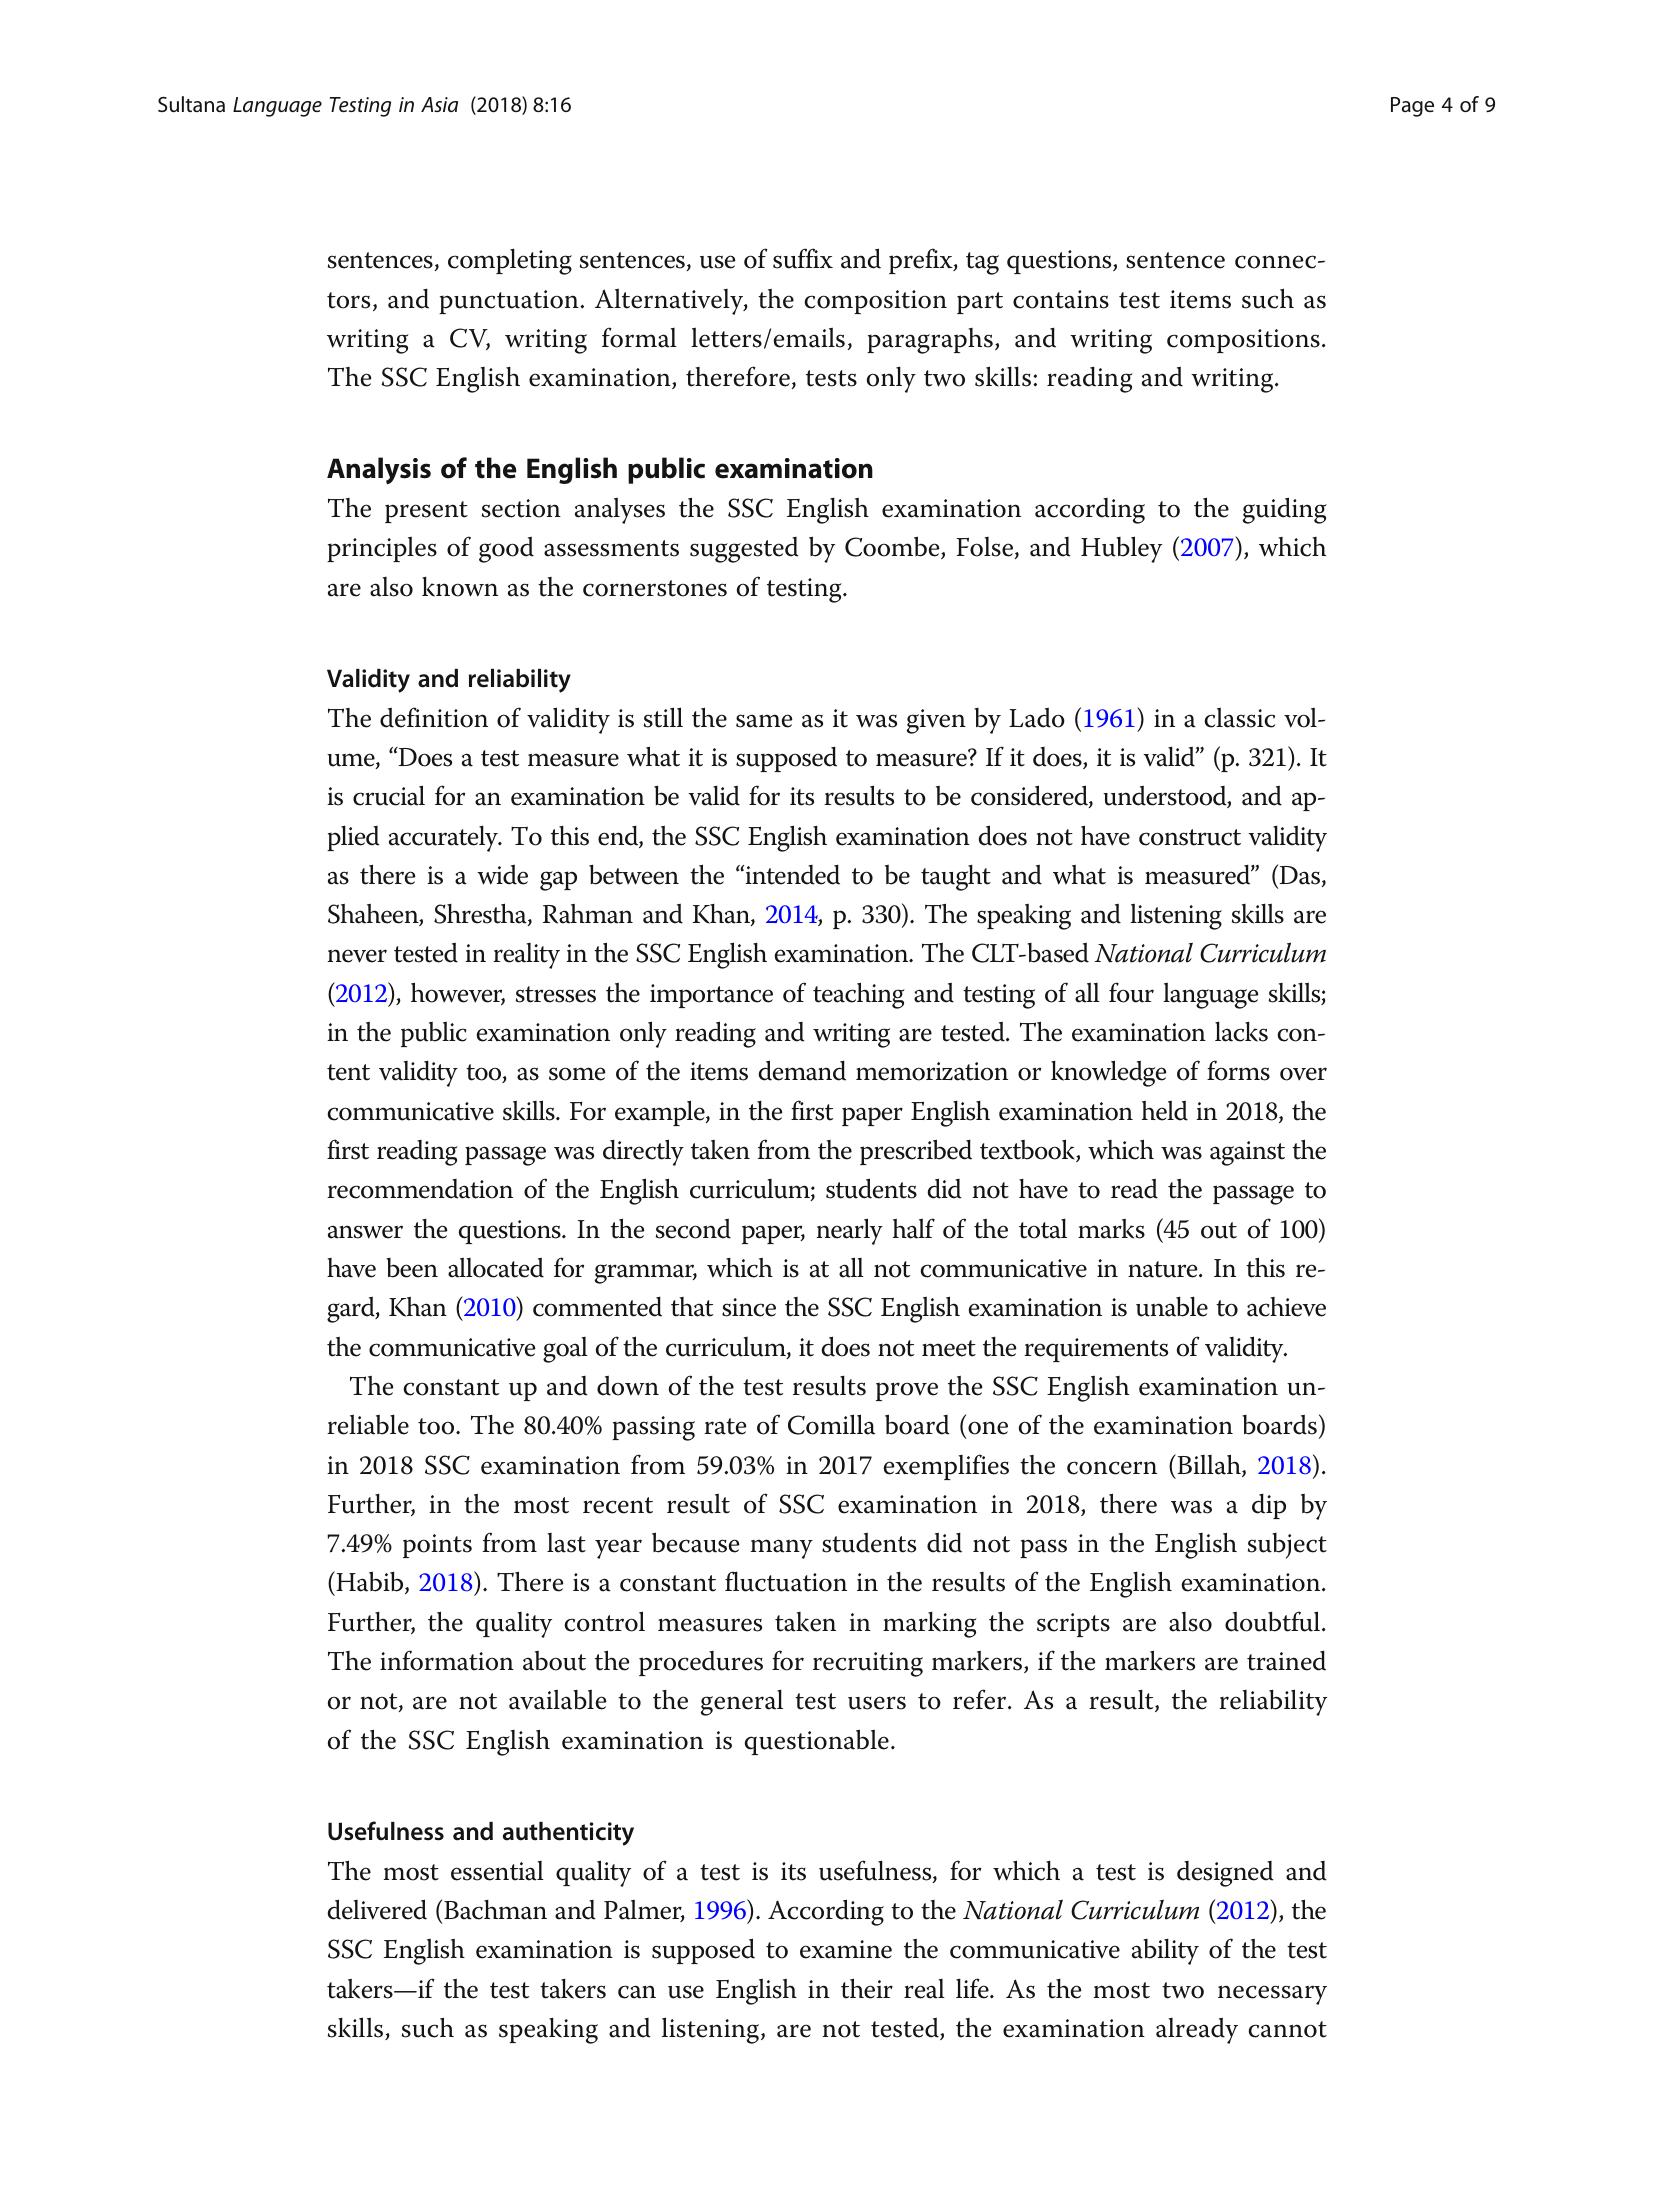 Sultana Language Testing in Asia (2018) 8:16
Page 4 of 9
sentences, completing sentences, use of suffix and prefix, tag questions, sentence connec-
tors, and punctuation. Alternatively, the composition part contains test items such as
writing a CV, writing formal letters/emails, paragraphs, and writing compositions.
The SSC English examination, therefore, tests only two skills: reading and writing.
Analysis of the English public examination
The present section analyses the SSC English examination according to the guiding
principles of good assessments suggested by Coombe, Folse, and Hubley (2007), which
are also known as the cornerstones of testing.
Validity and reliability
The definition of validity is still the same as it was given by Lado (1961) in a classic vol-
ume, “Does a test measure what it is supposed to measure? If it does, it is valid” (p. 321). It
is crucial for an examination be valid for its results to be considered, understood, and ap-
plied accurately. To this end, the SSC English examination does not have construct validity
as there is a wide gap between the “intended to be taught and what is measured” (Das,
Shaheen, Shrestha, Rahman and Khan, 2014, p. 330). The speaking and listening skills are
never tested in reality in the SSC English examination. The CLT-based National Curriculum
(2012), however, stresses the importance of teaching and testing of all four language skills;
in the public examination only reading and writing are tested. The examination lacks con-
tent validity too, as some of the items demand memorization or knowledge of forms over
communicative skills. For example, in the first paper English examination held in 2018, the
first reading passage was directly taken from the prescribed textbook, which was against the
recommendation of the English curriculum; students did not have to read the passage to
answer the questions. In the second paper, nearly half of the total marks (45 out of 100)
have been allocated for grammar, which is at all not communicative in nature. In this re-
gard, Khan (2010) commented that since the SSC English examination is unable to achieve
the communicative goal of the curriculum, it does not meet the requirements of validity.
The constant up and down of the test results prove the SSC English examination un-
reliable too. The 80.40% passing rate of Comilla board (one of the examination boards)
in 2018 SSC examination from 59.03% in 2017 exemplifies the concern (Billah, 2018).
Further, in the most recent result of SSC examination in 2018, there was a dip by
7.49% points from last year because many students did not pass in the English subject
(Habib, 2018). There is a constant fluctuation in the results of the English examination.
Further, the quality control measures taken in marking the scripts are also doubtful.
The information about the procedures for recruiting markers, if the markers are trained
or not, are not available to the general test users to refer. As a result, the reliability
of the SSC English examination is questionable.
Usefulness and authenticity
The most essential quality of a test is its usefulness, for which a test is designed and
delivered (Bachman and Palmer, 1996). According to the National Curriculum (2012), the
SSC English examination is supposed to examine the communicative ability of the test
takers—if the test takers can use English in their real life. As the most two necessary
skills, such as speaking and listening, are not tested, the examination already cannot